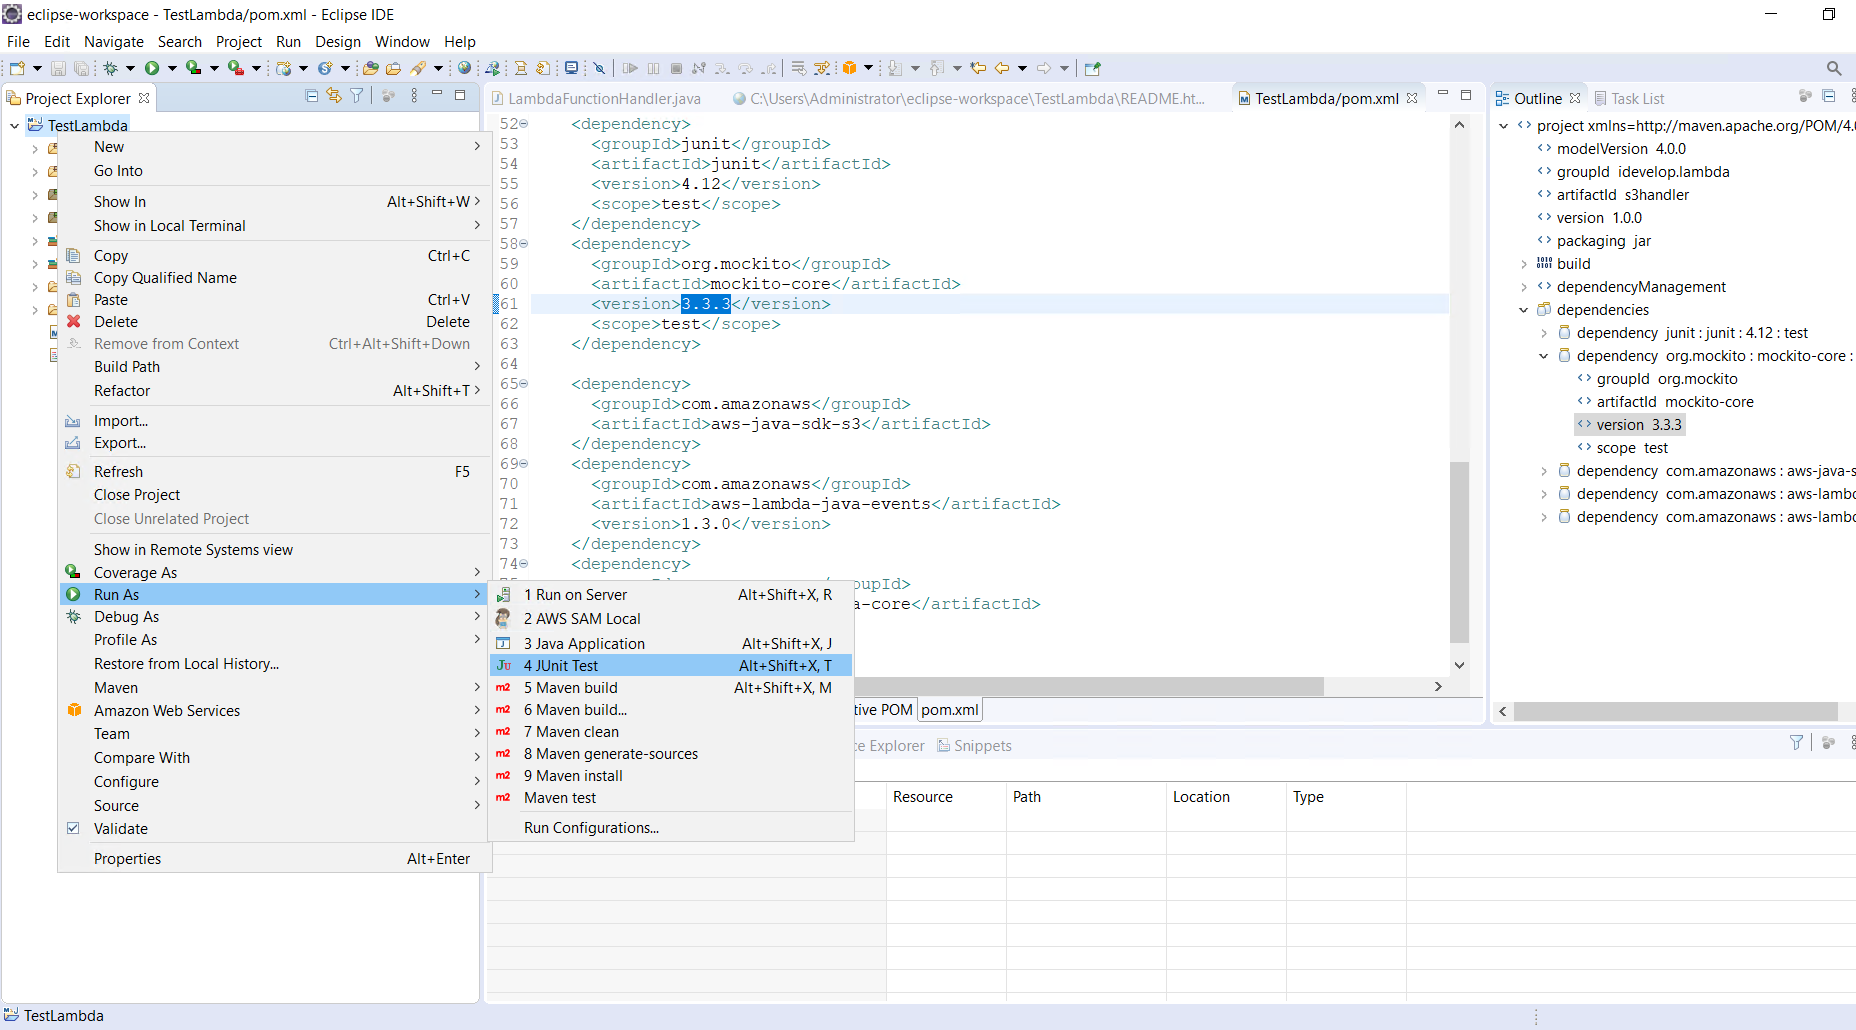 eclipse-workspace - TestLambda/pom.xml - Eclipse IDE
File Edit Navigate Search Project Run Design Window Help
Project Explorer
TestLambda
New
Go Into
Show In Alt+Shift+W
Show in Local Terminal
Copy Ctrl+C
Copy Qualified Name
Paste Ctrl+V
Delete Delete
Remove from Context Ctrl+Alt+Shift+Down
Build Path
Refactor Alt+Shift+T
Import...
Export...
Refresh F5
Close Project
Close Unrelated Project
Show in Remote Systems view
Coverage As
Run As
Debug As
Profile As
Restore from Local History...
Maven
Amazon Web Services
Team
Compare With
Configure
Source
Validate
Properties Alt+Enter
1 Run on Server Alt+Shift+X, R
2 AWS SAM Local
3 Java Application Alt+Shift+X, J
4 JUnit Test Alt+Shift+X, T
5 Maven build Alt+Shift+X, M
6 Maven build...
7 Maven clean
8 Maven generate-sources
9 Maven install
Maven test
Run Configurations...
LambdaFunctionHandler.java C:\Users\Administrator\eclipse-workspace\TestLambda\README.ht... TestLambda/pom.xml
52 <dependency>
53 <groupId>junit</groupId>
54 <artifactId>junit</artifactId>
55 <version>4.12</version>
56 <scope>test</scope>
57 </dependency>
58 <dependency>
59 <groupId>org.mockito</groupId>
60 <artifactId>mockito-core</artifactId>
61 <version>3.3.3</version>
62 <scope>test</scope>
63 </dependency>
64
65 <dependency>
66 <groupId>com.amazonaws</groupId>
67 <artifactId>aws-java-sdk-s3</artifactId>
68 </dependency>
69 <dependency>
70 <groupId>com.amazonaws</groupId>
71 <artifactId>aws-lambda-java-events</artifactId>
72 <version>1.3.0</version>
73 </dependency>
74 <dependency>
oupId>
a-core</artifactId>
tive POM pom.xml
ce Explorer Snippets
Resource Path Location Type
Outline Task List
project xmlns=http://maven.apache.org/POM/4.0
modelVersion 4.0.0
groupId idevelop.lambda
artifactId s3handler
version 1.0.0
packaging jar
build
dependencyManagement
dependencies
dependency junit : junit : 4.12 : test
dependency org.mockito : mockito-core :
groupId org.mockito
artifactId mockito-core
version 3.3.3
scope test
dependency com.amazonaws : aws-java-s
dependency com.amazonaws : aws-lambd
dependency com.amazonaws : aws-lambd
TestLambda